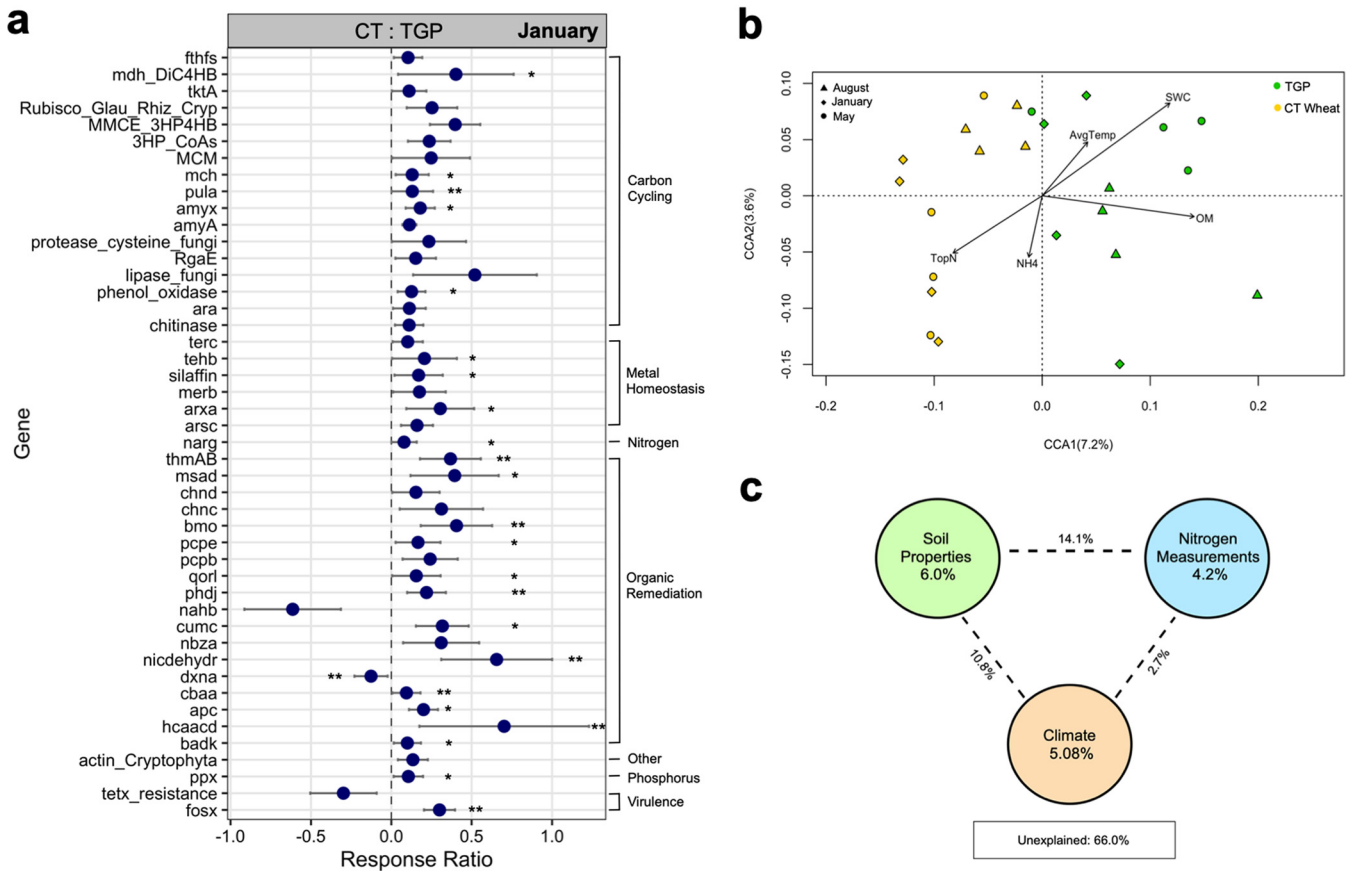 a
CT : TGP January
Gene
fthfs
mdh_DiC4HB *
tktA
Rubisco_Glau_Rhiz_Cryp
MMCE_3HP4HB
3HP_CoAs
MCM
mch *
pula **
amyx *
amyA
protease_cysteine_fungi
RgaE
lipase_fungi
phenol_oxidase *
ara
chitinase
Carbon
Cycling
terc
tehb *
silaffin *
merb
arxa *
arsc
Metal
Homeostasis
narg *
Nitrogen
thmAB **
msad *
chnd
chnc
bmo **
pcpe *
pcpb
qorl *
phdj **
nahb
cumc *
nbza
nicdehydr **
dxna **
cbaa **
apc *
hcaacd **
badk *
Organic
Remediation
actin_Cryptophyta
Other
ppx *
Phosphorus
tetx_resistance
fosx **
Virulence
-1.0 -0.5 0.0 0.5 1.0
Response Ratio
b
August
January
May
TGP
CT Wheat
SWC
AvgTemp
OM
TopN
NH4
0.10
0.05
0.00
-0.05
-0.10
-0.15
CCA2(3.6%)
-0.2 -0.1 0.0 0.1 0.2
CCA1(7.2%)
c
Soil
Properties
6.0%
14.1%
Nitrogen
Measurements
4.2%
10.8%
2.7%
Climate
5.08%
Unexplained: 66.0%